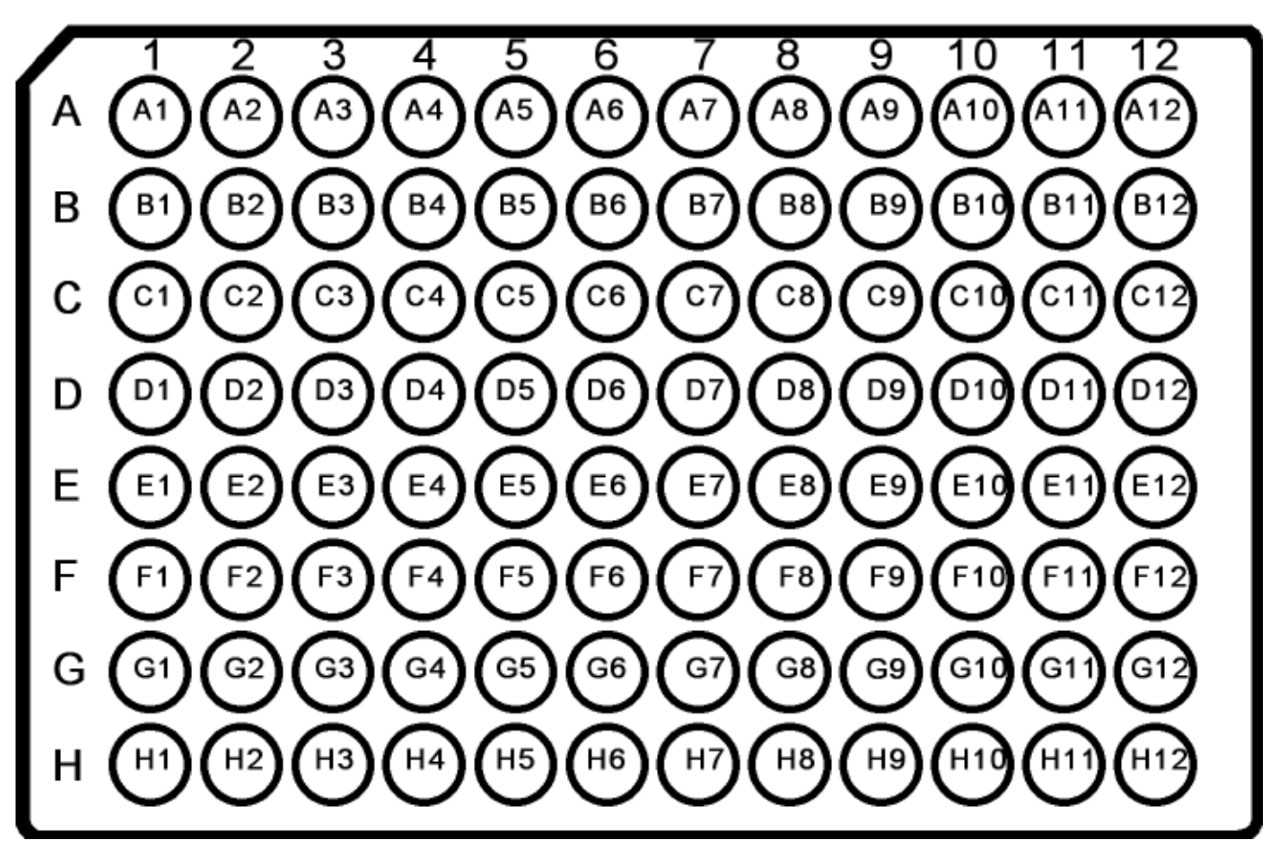 1 2 3 4 5 6 7 8 9 10 11 12
A A1 A2 A3 A4 A5 A6 A7 A8 A9 A10 A11 A12
B B1 B2 B3 B4 B5 B6 B7 B8 B9 B10 B11 B12
C C1 C2 C3 C4 C5 C6 C7 C8 C9 C10 C11 C12
D D1 D2 D3 D4 D5 D6 D7 D8 D9 D10 D11 D12
E E1 E2 E3 E4 E5 E6 E7 E8 E9 E10 E11 E12
F F1 F2 F3 F4 F5 F6 F7 F8 F9 F10 F11 F12
G G1 G2 G3 G4 G5 G6 G7 G8 G9 G10 G11 G12
H H1 H2 H3 H4 H5 H6 H7 H8 H9 H10 H11 H12